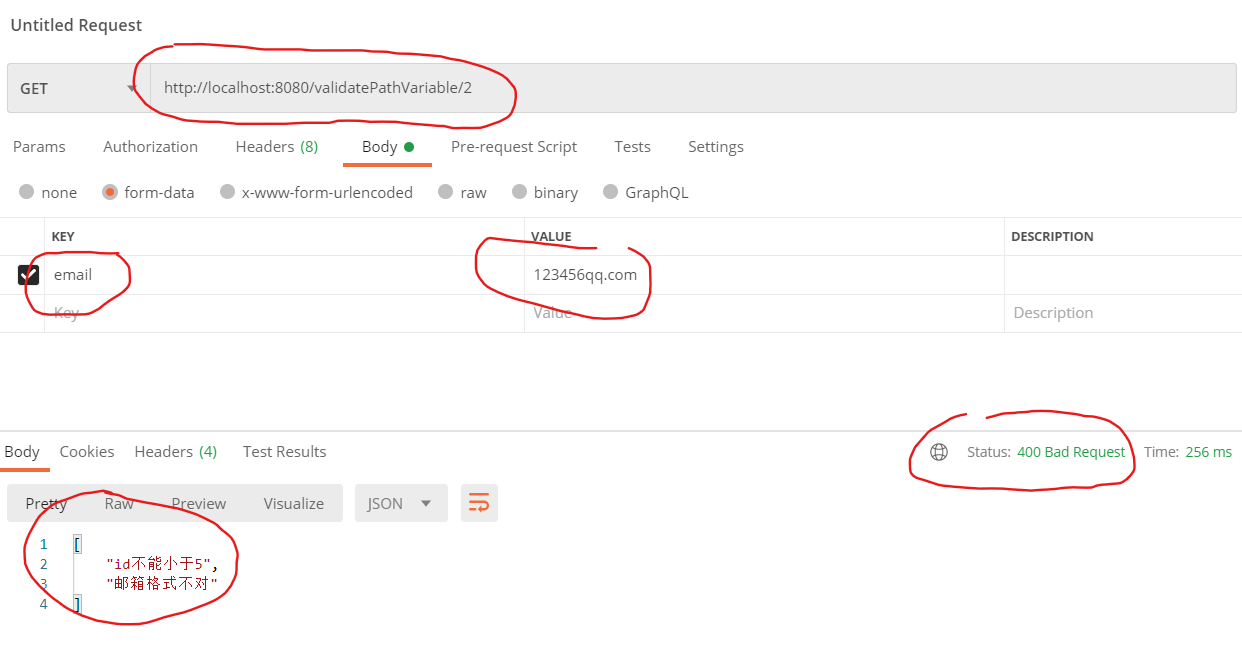 Untitled Request
GET http://localhost:8080/validatePathVariable/2
Params Authorization Headers (8) Body Pre-request Script Tests Settings
none form-data x-www-form-urlencoded raw binary GraphQL
KEY VALUE DESCRIPTION
email 123456qq.com
Key Value Description
Body Cookies Headers (4) Test Results Status: 400 Bad Request Time: 256 ms
Pretty Raw Preview Visualize JSON
1 [
2 "id不能小于5",
3 "邮箱格式不对"
4 ]